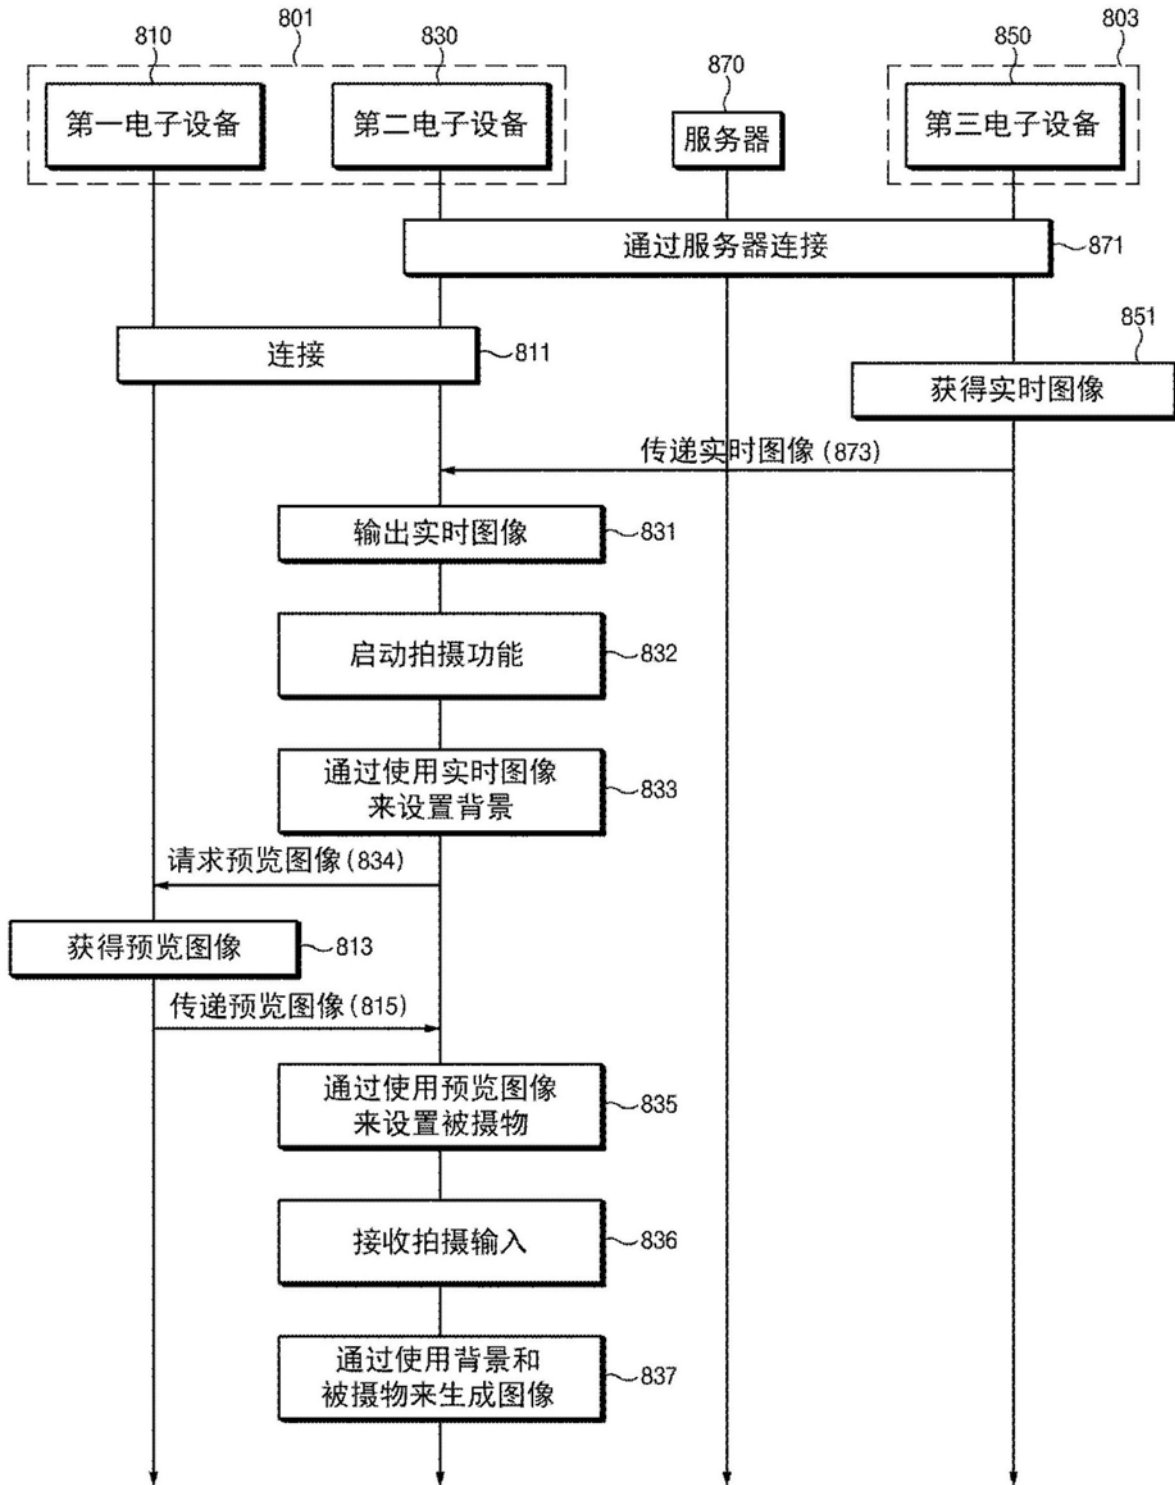 801
803
810
830
870
850
第一电子设备
第二电子设备
服务器
第三电子设备
通过服务器连接
871
连接
811
851
获得实时图像
传递实时图像(873)
输出实时图像
831
启动拍摄功能
832
通过使用实时图像
来设置背景
833
请求预览图像(834)
获得预览图像
813
传递预览图像(815)
通过使用预览图像
来设置被摄物
835
接收拍摄输入
836
通过使用背景和
被摄物来生成图像
837